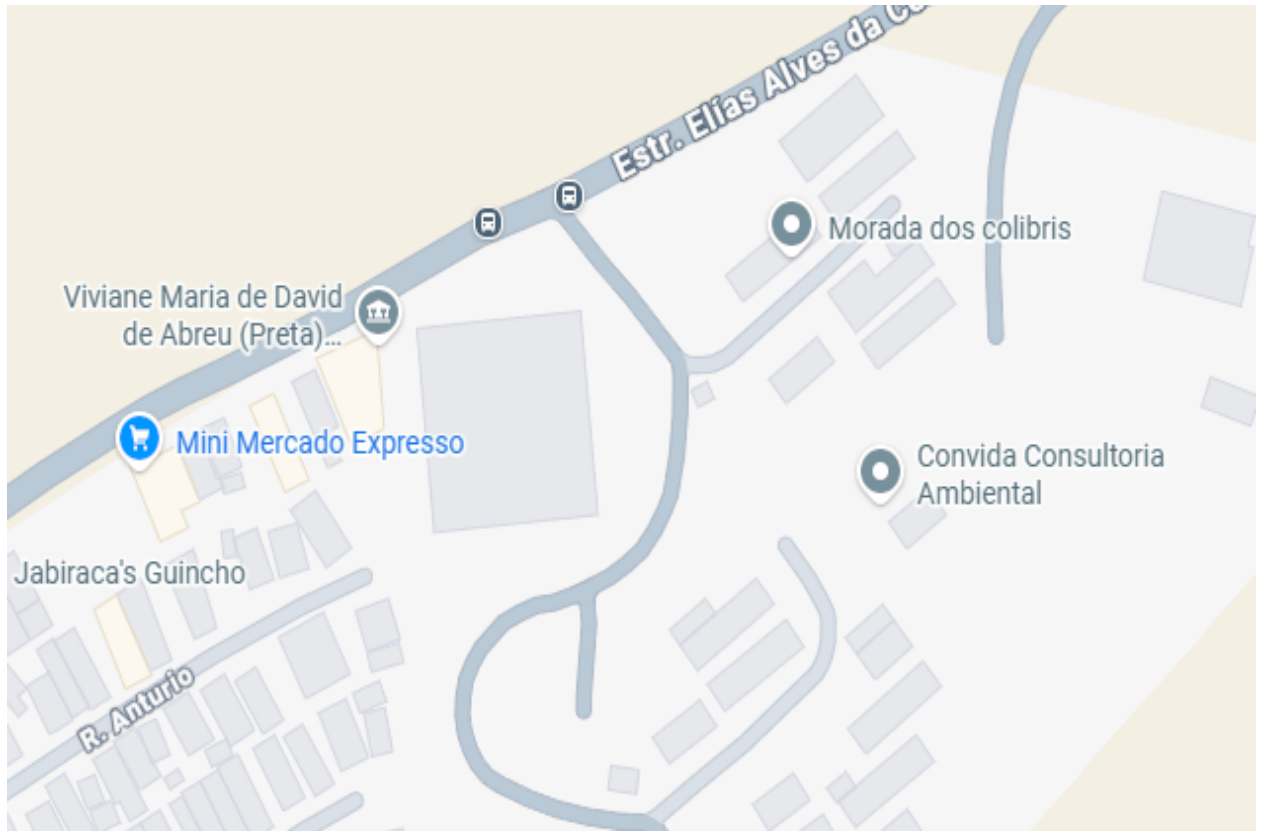 Estr. Elías Alves da Co
Morada dos colibris
Viviane Maria de David
de Abreu (Preta)...
Mini Mercado Expresso
Convida Consultoria
Ambiental
Jabiraca's Guincho
R. Anturio